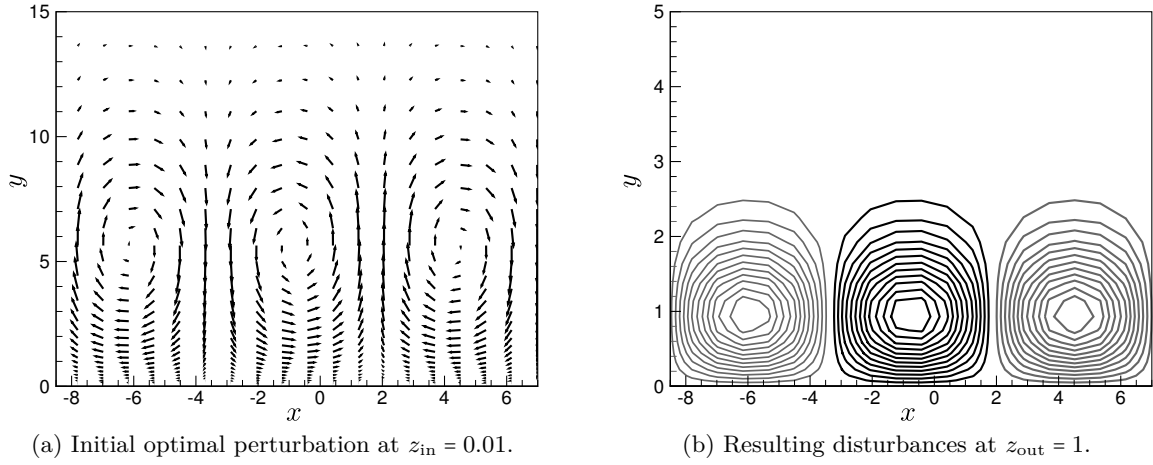 15
10
5
0
y
-8 -6 -4 -2 0 2 4 6
x
(a) Initial optimal perturbation at z_in = 0.01.
5
4
3
2
1
0
y
-8 -6 -4 -2 0 2 4 6
x
(b) Resulting disturbances at z_out = 1.